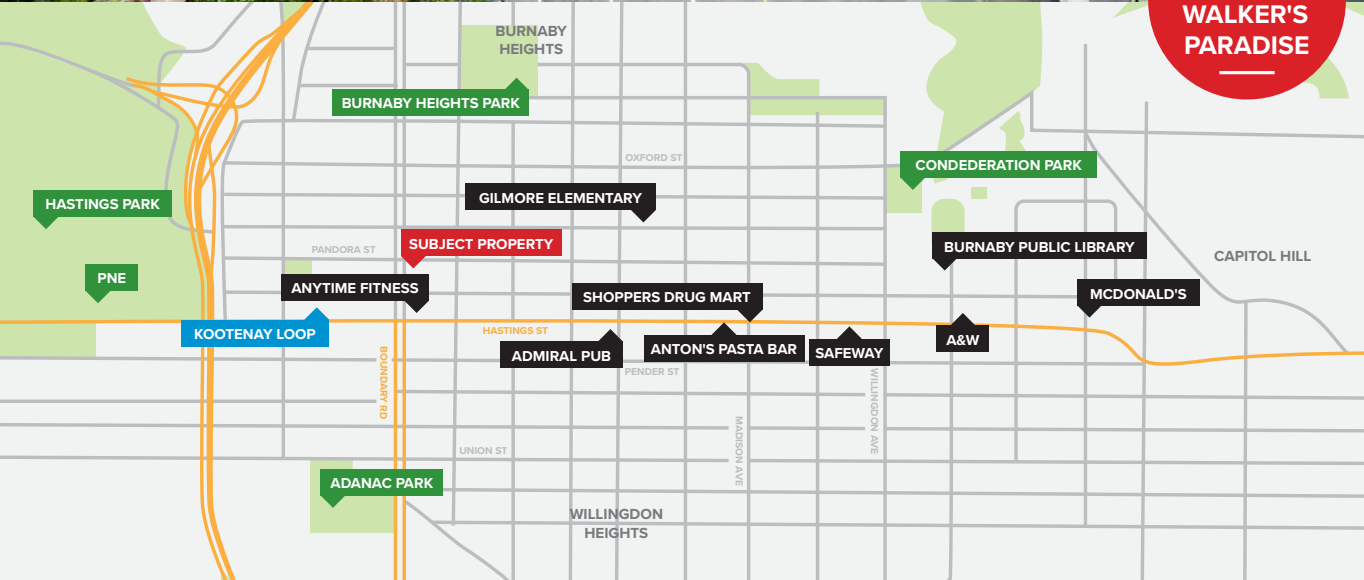 WALKER'S
PARADISE
BURNABY
HEIGHTS
BURNABY HEIGHTS PARK
OXFORD ST
CONDEDERATION PARK
GILMORE ELEMENTARY
HASTINGS PARK
SUBJECT PROPERTY
PANDORA ST
BURNABY PUBLIC LIBRARY
CAPITOL HILL
PNE
ANYTIME FITNESS
SHOPPERS DRUG MART
MCDONALD'S
KOOTENAY LOOP
HASTINGS ST
ADMIRAL PUB
ANTON'S PASTA BAR
SAFEWAY
A&W
PENDER ST
BOUNDARY RD
WILLINGDON AVE
MADISON AVE
UNION ST
ADANAC PARK
WILLINGDON
HEIGHTS